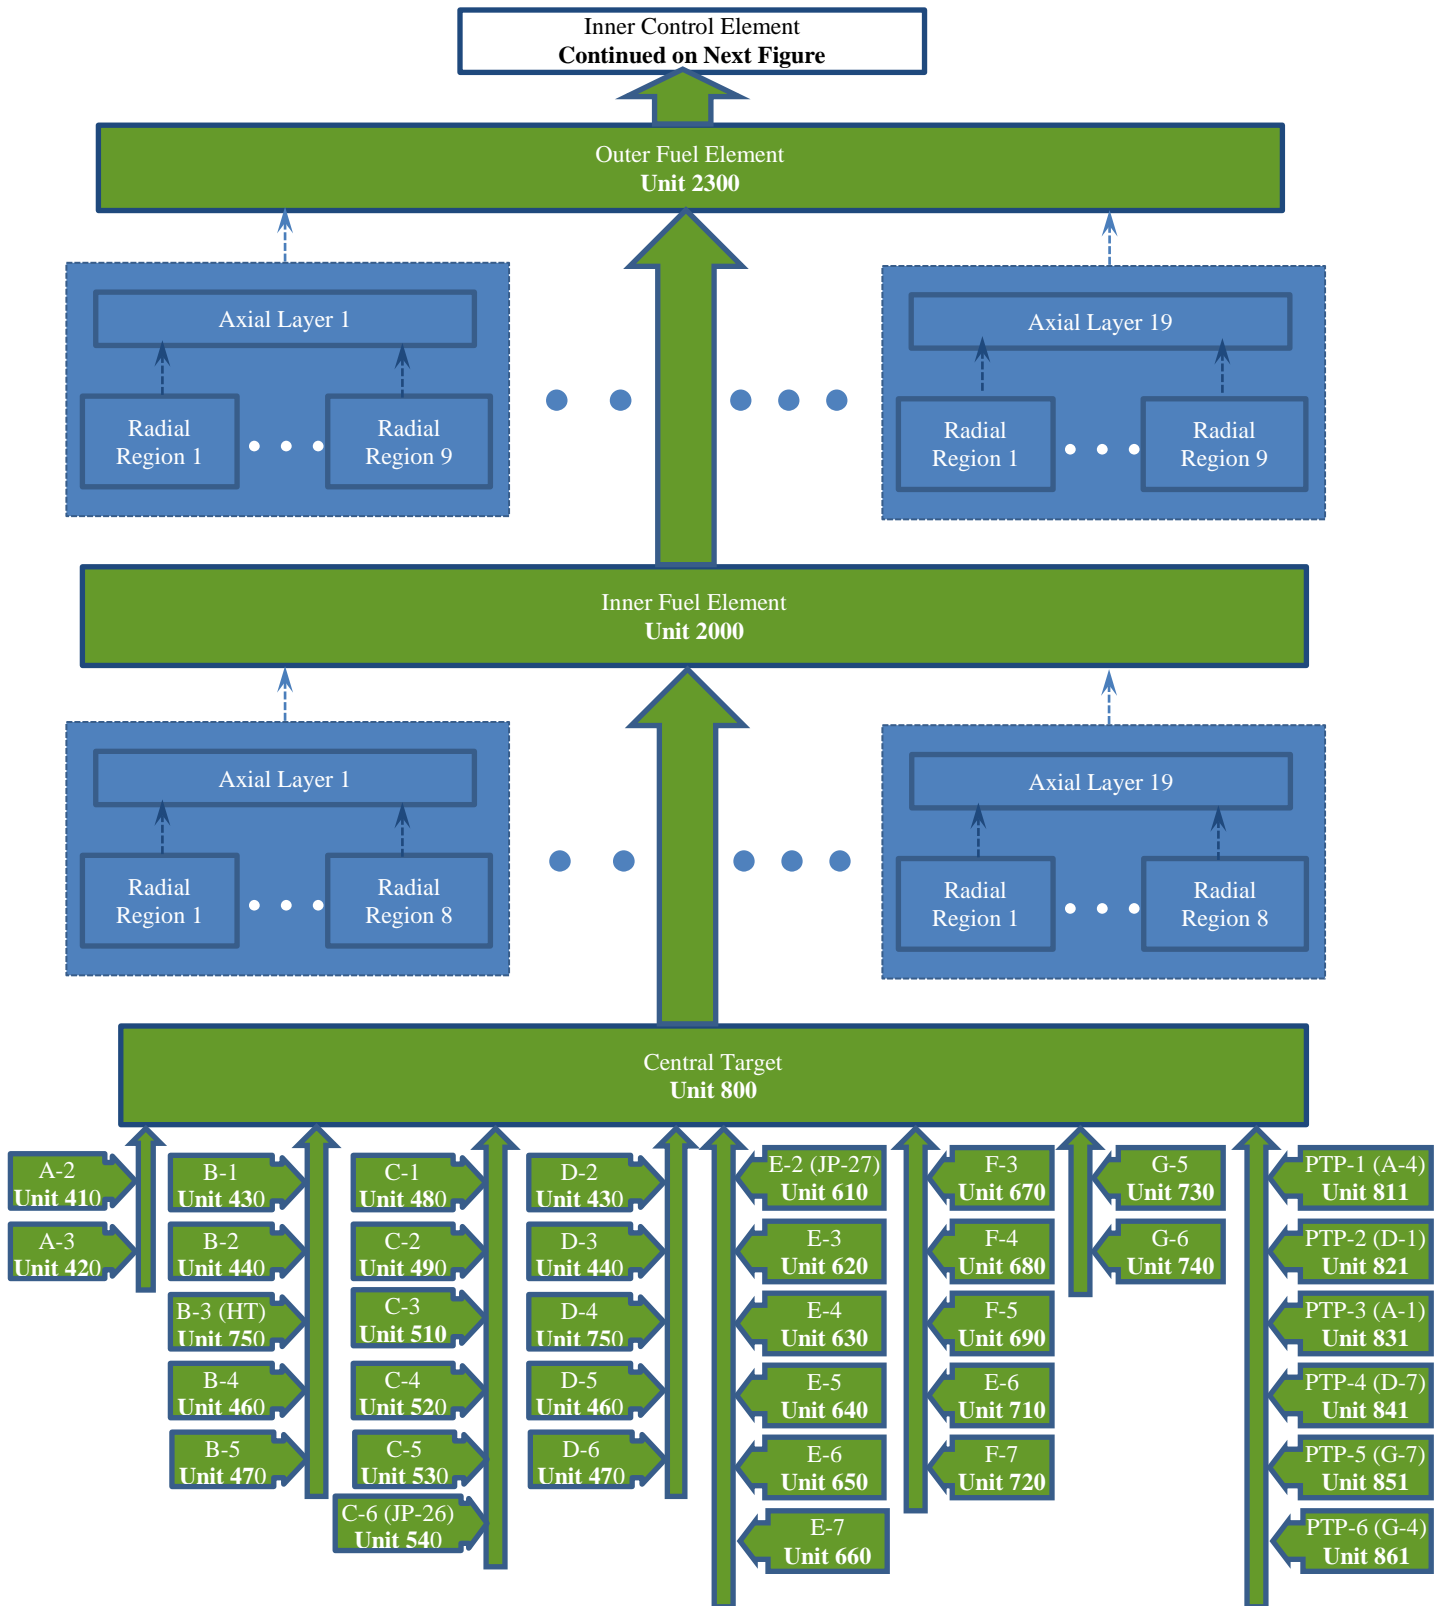 Inner Control Element
Continued on Next Figure
Outer Fuel Element
Unit 2300
Axial Layer 1
Radial
Region 1
Radial
Region 9
Axial Layer 19
Radial
Region 1
Radial
Region 9
Inner Fuel Element
Unit 2000
Axial Layer 1
Radial
Region 1
Radial
Region 8
Axial Layer 19
Radial
Region 1
Radial
Region 8
Central Target
Unit 800
A-2
Unit 410
A-3
Unit 420
B-1
Unit 430
B-2
Unit 440
B-3 (HT)
Unit 750
B-4
Unit 460
B-5
Unit 470
C-1
Unit 480
C-2
Unit 490
C-3
Unit 510
C-4
Unit 520
C-5
Unit 530
C-6 (JP-26)
Unit 540
D-2
Unit 430
D-3
Unit 440
D-4
Unit 750
D-5
Unit 460
D-6
Unit 470
E-2 (JP-27)
Unit 610
E-3
Unit 620
E-4
Unit 630
E-5
Unit 640
E-6
Unit 650
E-7
Unit 660
F-3
Unit 670
F-4
Unit 680
F-5
Unit 690
E-6
Unit 710
F-7
Unit 720
G-5
Unit 730
G-6
Unit 740
PTP-1 (A-4)
Unit 811
PTP-2 (D-1)
Unit 821
PTP-3 (A-1)
Unit 831
PTP-4 (D-7)
Unit 841
PTP-5 (G-7)
Unit 851
PTP-6 (G-4)
Unit 861